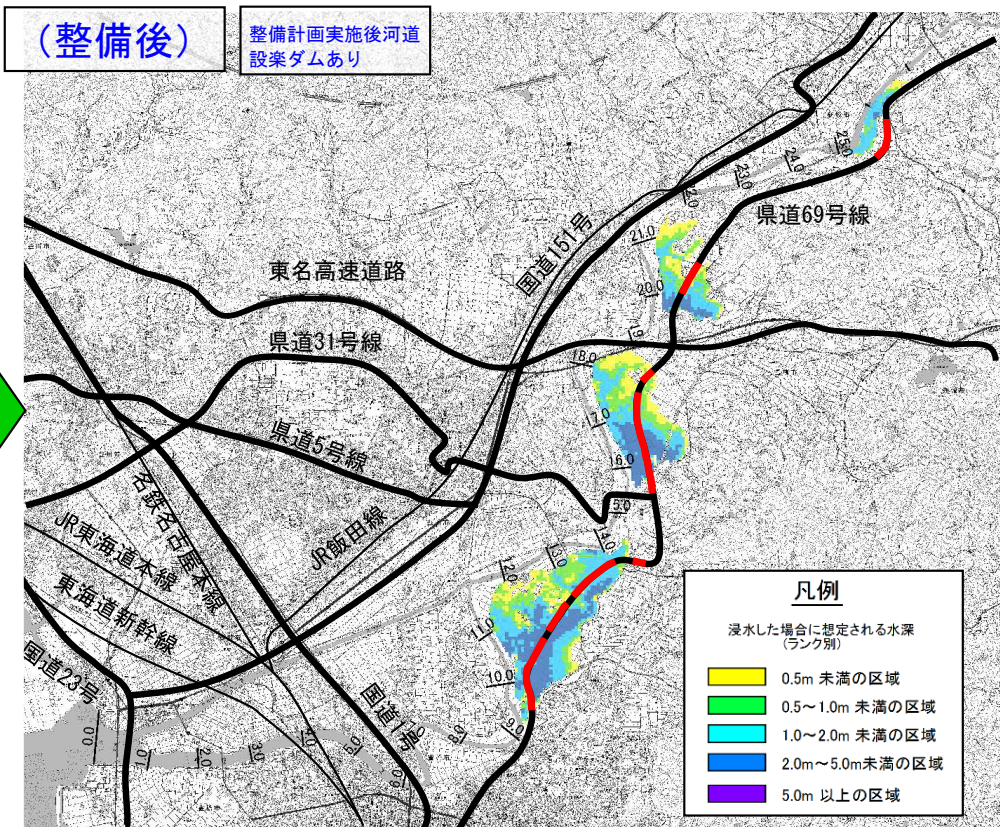 (整備後)
整備計画実施後河道
設楽ダムあり
県道69号線
国道151号
東名高速道路
県道31号線
県道5号線
名鉄名古屋本線
JR飯田線
JR東海道本線
東海道新幹線
国道23号
国道1号
25.0
24.0
23.0
22.0
21.0
20.0
18.0
14.0
13.0
12.0
11.0
10.0
9.0
8.0
5.0
3.0
2.0
1.0
0.0
凡例
浸水した場合に想定される水深
(ランク別)
0.5m 未満の区域
0.5～1.0m 未満の区域
1.0～2.0m 未満の区域
2.0m～5.0m未満の区域
5.0m 以上の区域